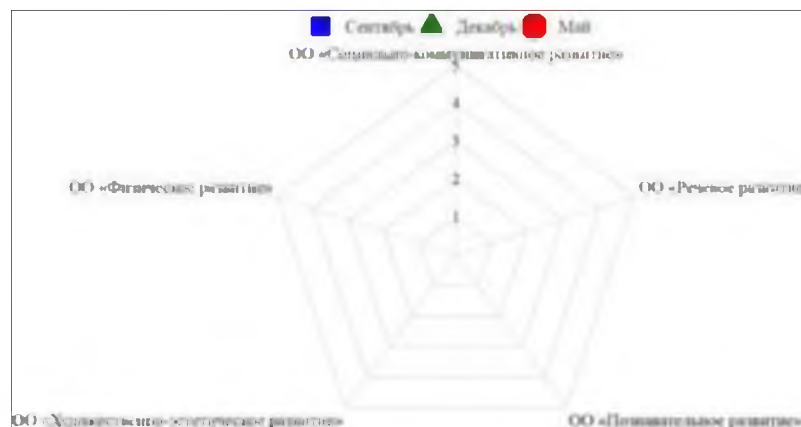 Сентябрь Декабрь Май
ОО «Социально-коммуникативное развитие»
5
4
3
2
1
ОО «Физическое развитие»
ОО «Речевое развитие
ОО «Художественно-эстетическое развитие»
ОО «Познавательное развитие»